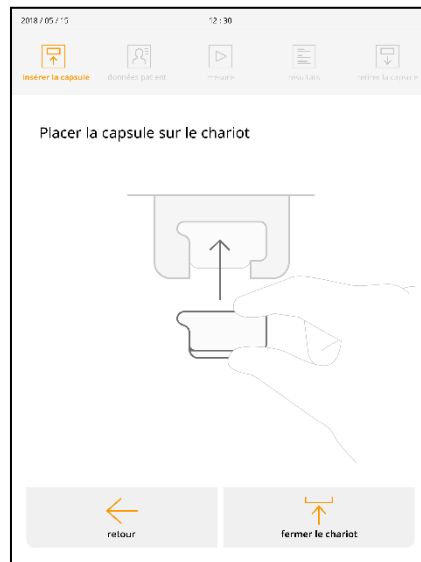 2018 / 05 / 15
12 : 30
insérer la capsule
données patient
mesure
résultats
retirer la capsule
Placer la capsule sur le chariot
retour
fermer le chariot